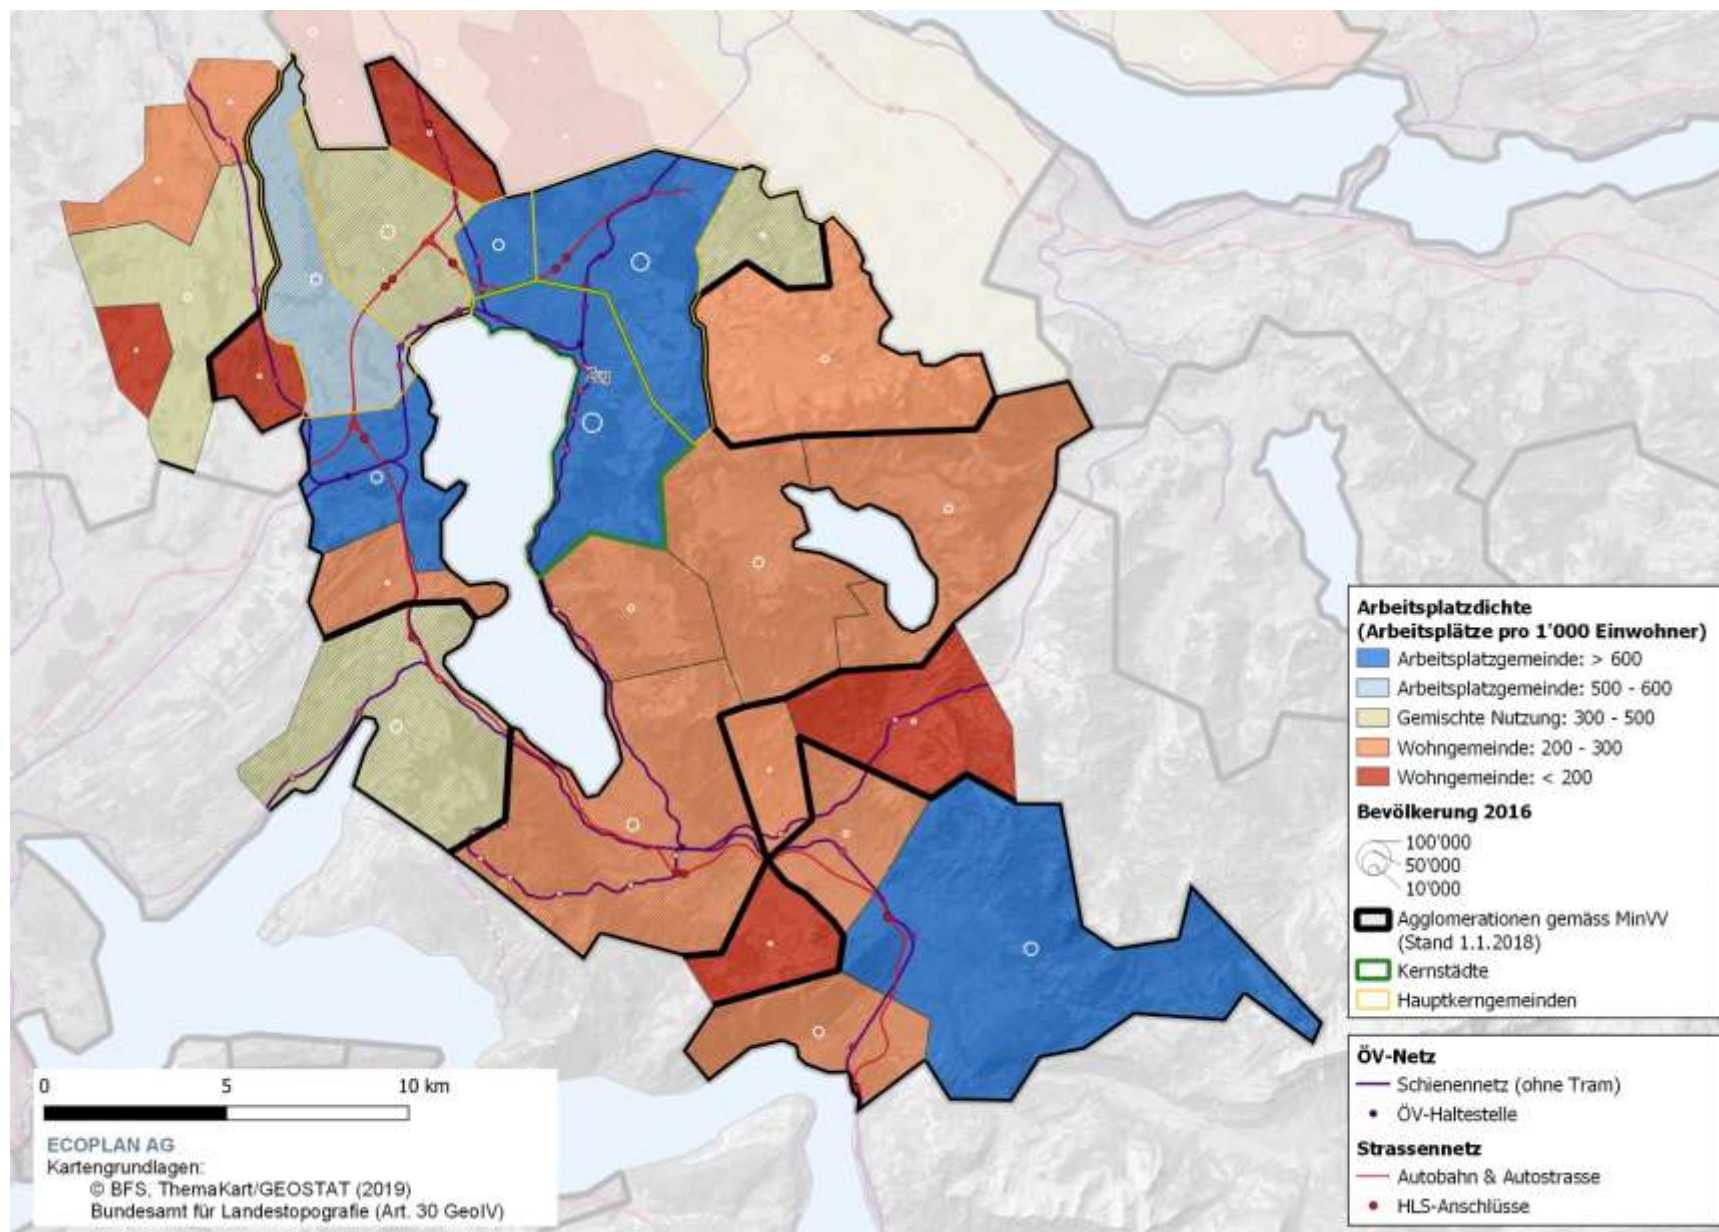 Zug
Arbeitsplatzdichte
(Arbeitsplätze pro 1'000 Einwohner)
Arbeitsplatzgemeinde: > 600
Arbeitsplatzgemeinde: 500 - 600
Gemischte Nutzung: 300 - 500
Wohngemeinde: 200 - 300
Wohngemeinde: < 200
Bevölkerung 2016
100'000
50'000
10'000
Agglomerationen gemäss MinVV
(Stand 1.1.2018)
Kernstädte
Hauptkerngemeinden
ÖV-Netz
Schienennetz (ohne Tram)
ÖV-Haltestelle
Strassennetz
Autobahn & Autostrasse
HLS-Anschlüsse
0 5 10 km
ECOPLAN AG
Kartengrundlagen:
© BFS, ThemaKart/GEOSTAT (2019)
Bundesamt für Landestopografie (Art. 30 GeoIV)